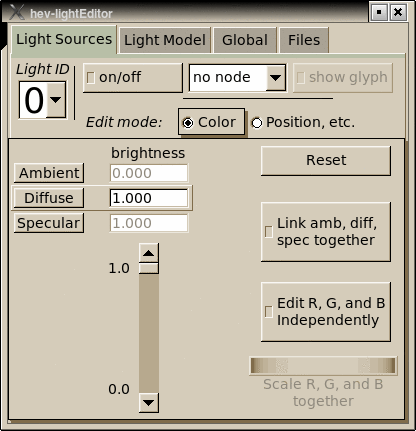 hev-lightEditor
Light Sources Light Model Global Files
Light ID
0
on/off
no node
show glyph
Edit mode: Color Position, etc.
brightness
Ambient 0.000
Diffuse 1.000
Specular 1.000
1.0
0.0
Reset
Link amb, diff,
spec together
Edit R, G, and B
Independently
Scale R, G, and B
together